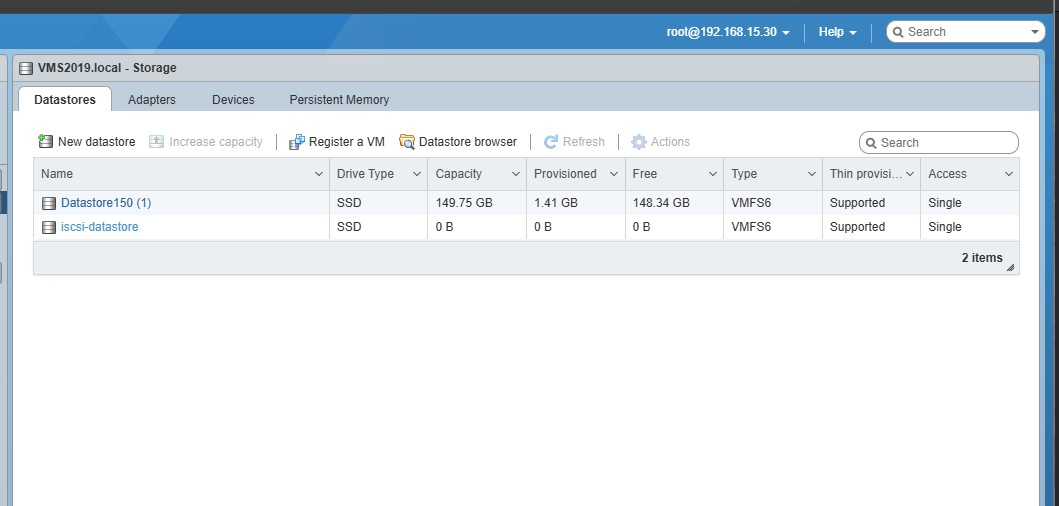 root@192.168.15.30 Help Search
VMS2019.local - Storage
Datastores Adapters Devices Persistent Memory
New datastore Increase capacity Register a VM Datastore browser Refresh Actions Search
Name Drive Type Capacity Provisioned Free Type Thin provisi... Access
Datastore150 (1) SSD 149.75 GB 1.41 GB 148.34 GB VMFS6 Supported Single
iscsi-datastore SSD 0 B 0 B 0 B VMFS6 Supported Single
2 items